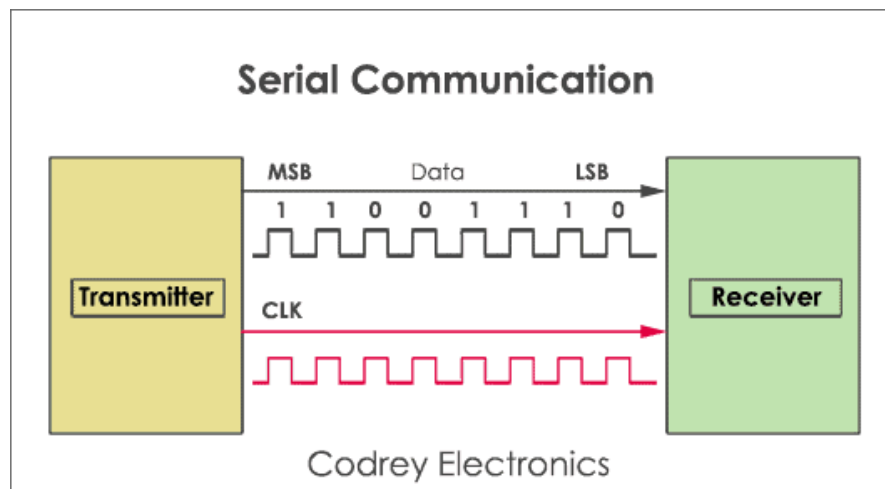 Serial Communication
MSB Data LSB
1 1 0 0 1 1 1 0
Transmitter
Receiver
CLK
Codrey Electronics